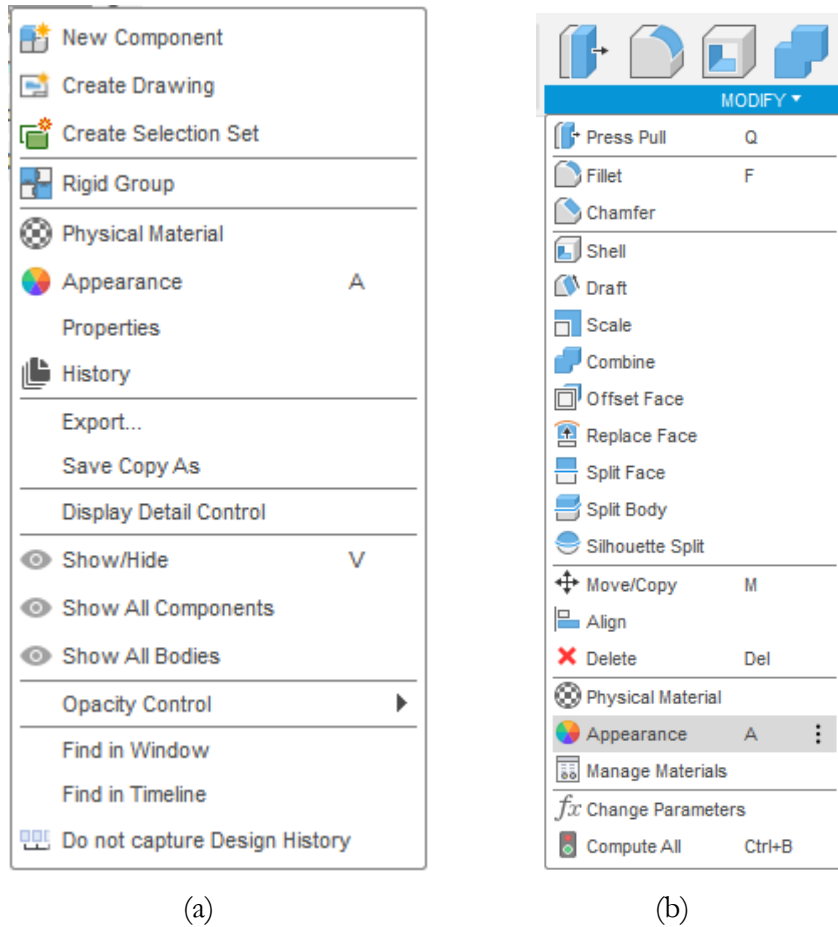 New Component
Create Drawing
Create Selection Set
Rigid Group
Physical Material
Appearance A
Properties
History
Export...
Save Copy As
Display Detail Control
Show/Hide V
Show All Components
Show All Bodies
Opacity Control
Find in Window
Find in Timeline
Do not capture Design History
(a)
MODIFY
Press Pull Q
Fillet F
Chamfer
Shell
Draft
Scale
Combine
Offset Face
Replace Face
Split Face
Split Body
Silhouette Split
Move/Copy M
Align
Delete Del
Physical Material
Appearance A
Manage Materials
fx Change Parameters
Compute All Ctrl+B
(b)